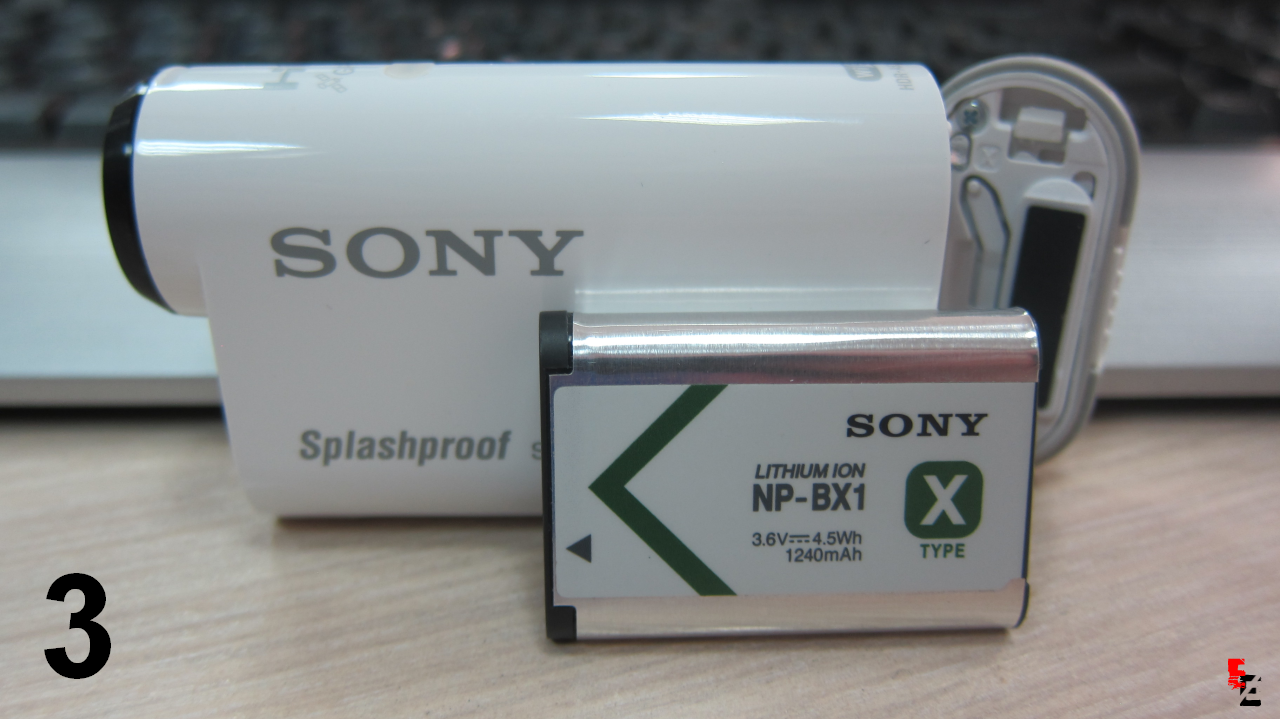 SONY
Splashproof
SONY
LITHIUM ION
NP-BX1
X
TYPE
3.6V⎓4.5Wh
1240mAh
3